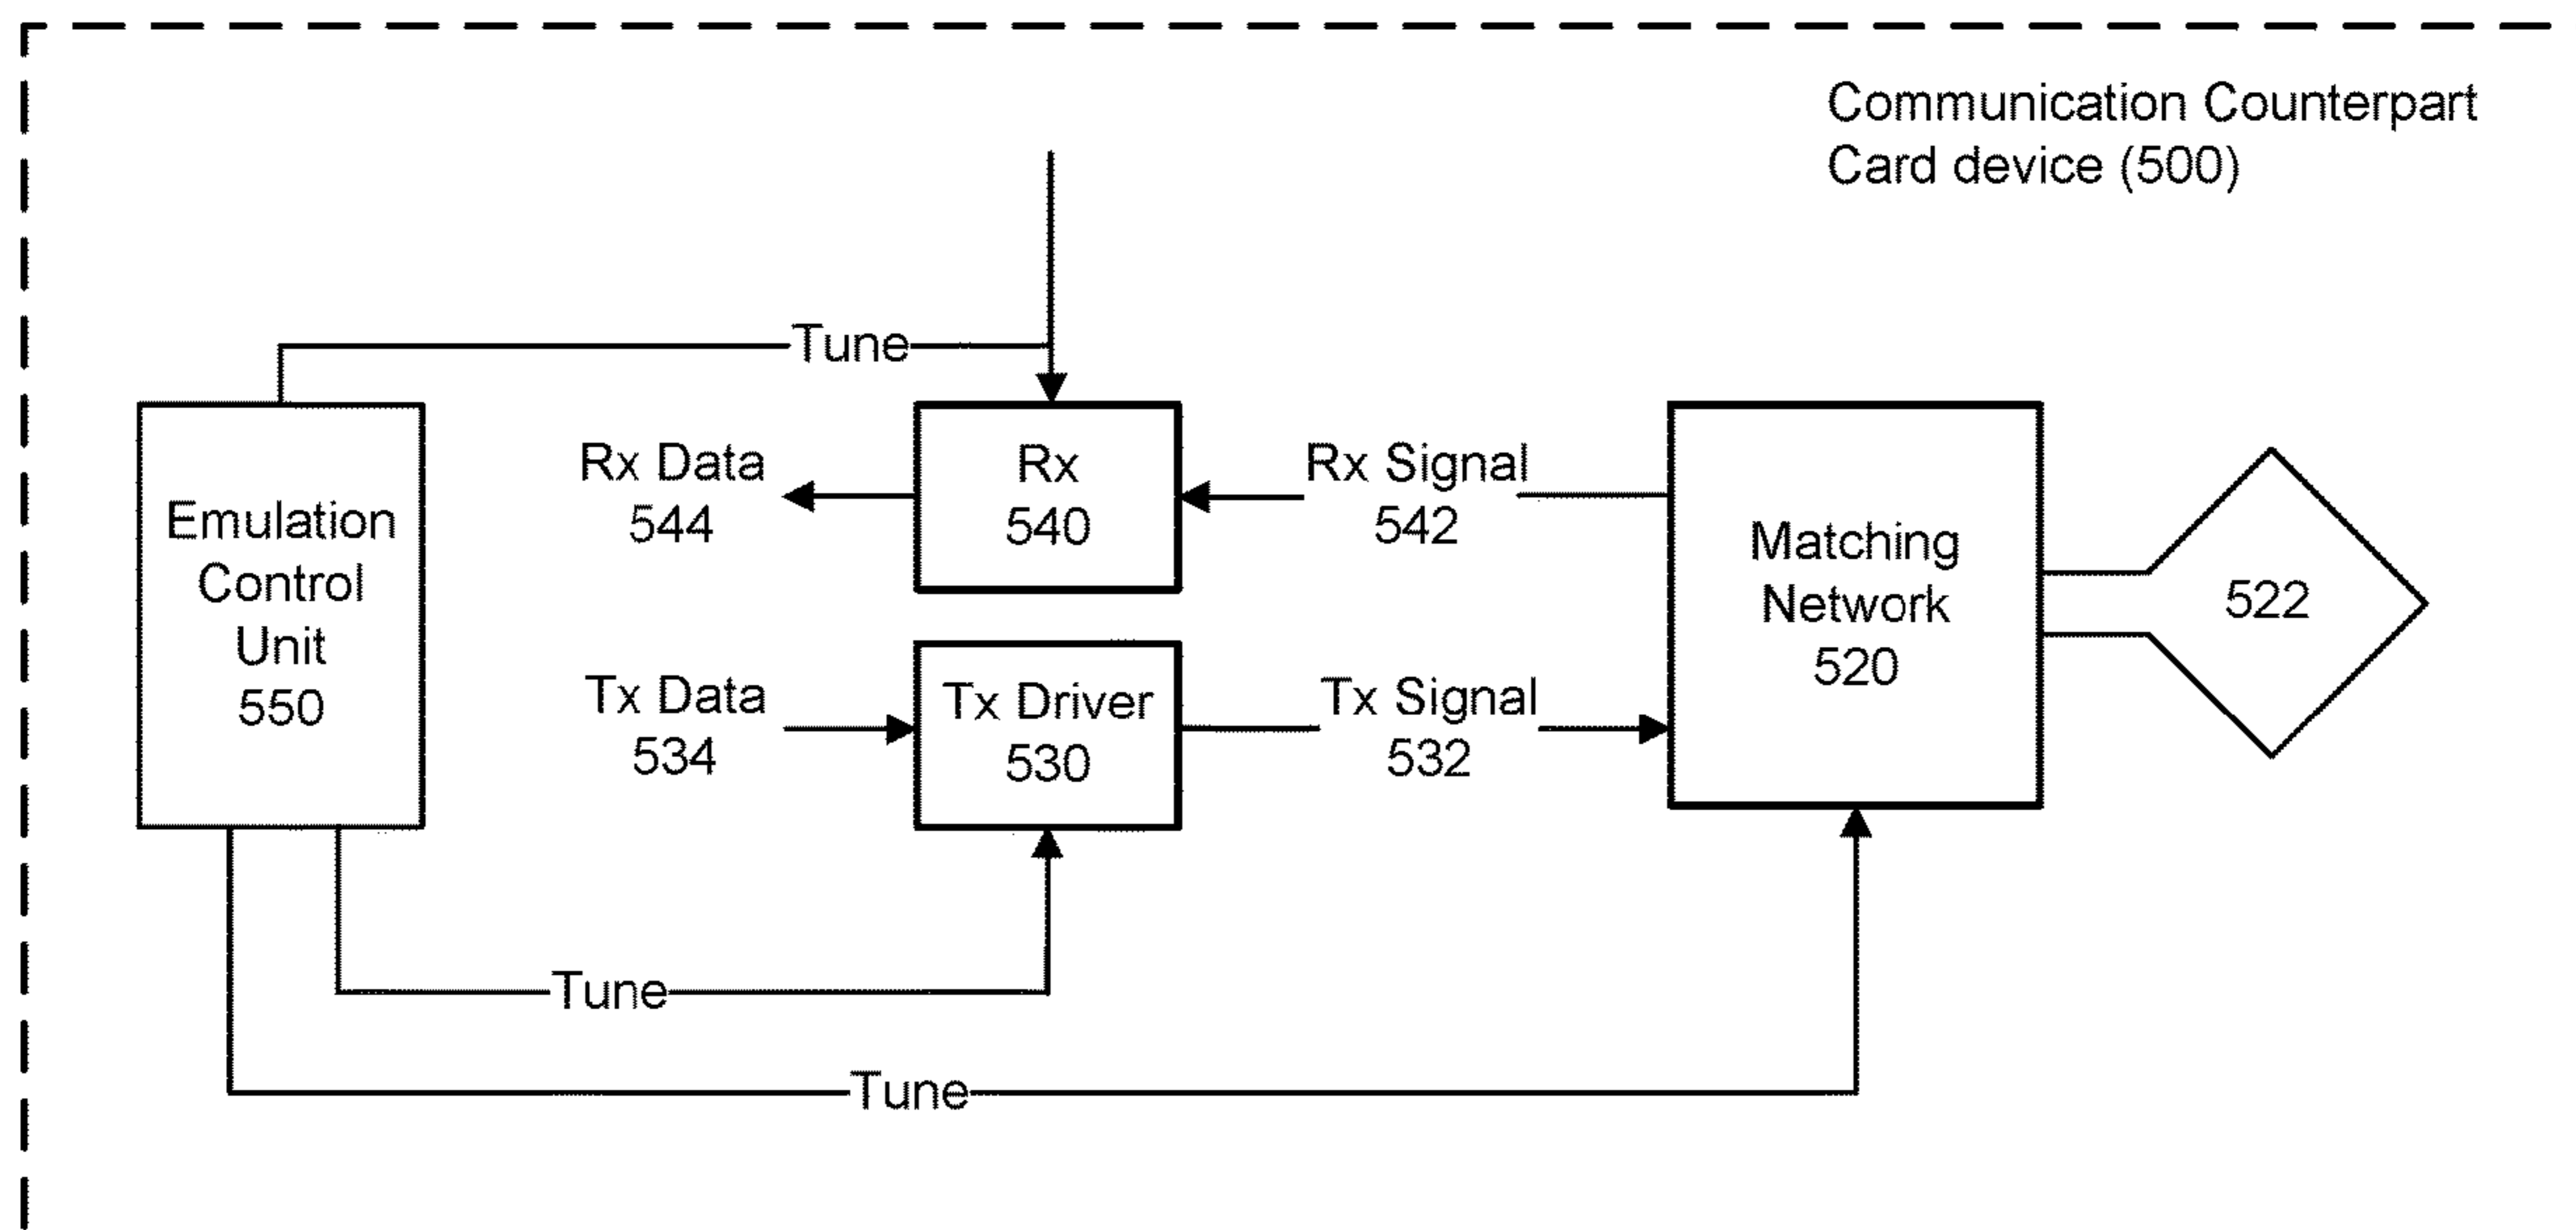 Communication Counterpart
Card device (500)
Tune
Emulation
Control
Unit
550
Rx Data
544
Rx
540
Rx Signal
542
Matching
Network
520
522
Tx Data
534
Tx Driver
530
Tx Signal
532
Tune
Tune